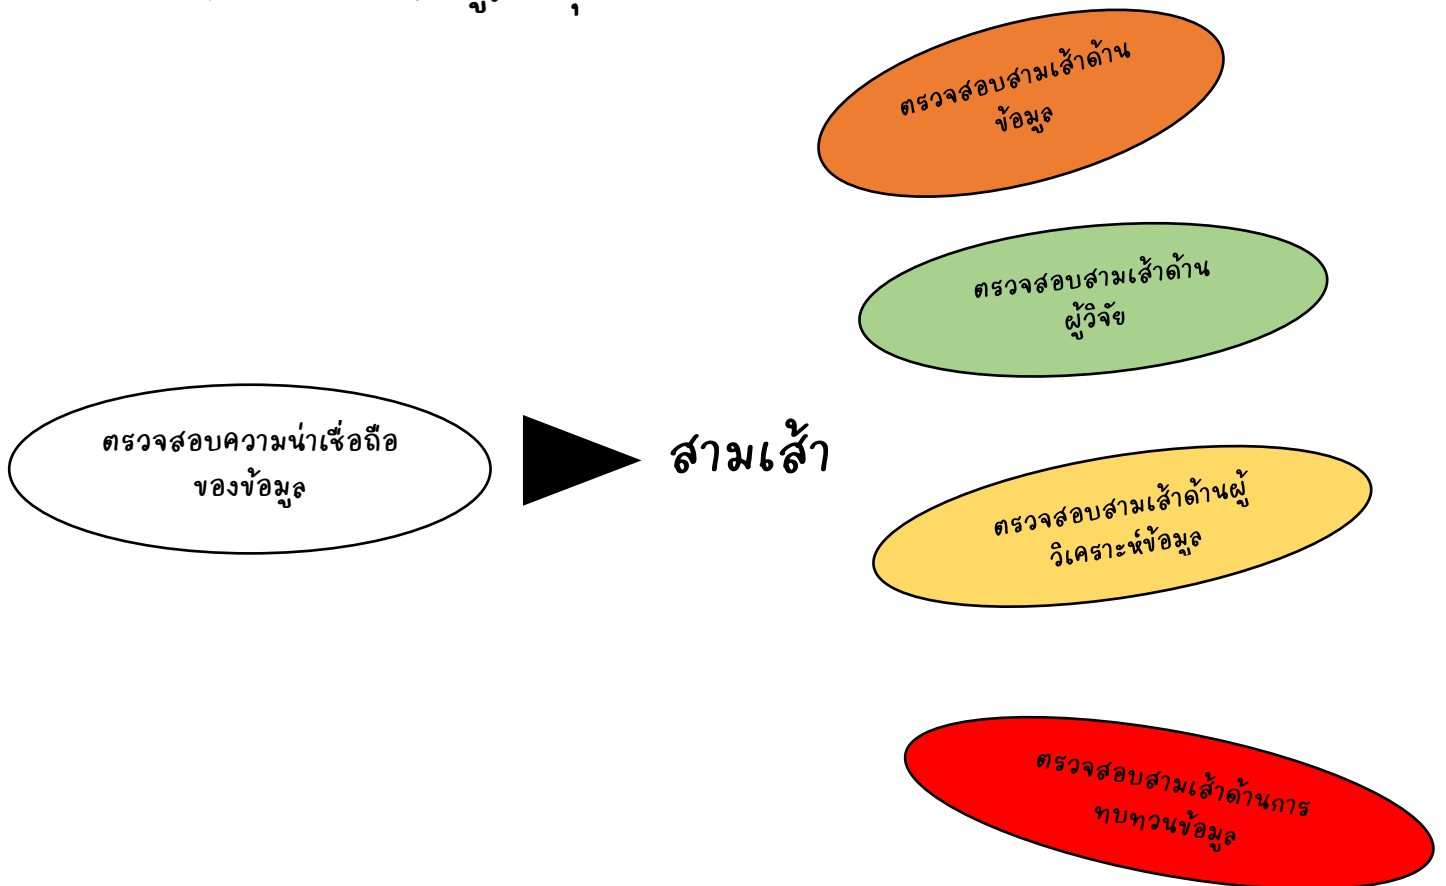 ตรวจสอบสามเส้าด้าน
ข้อมูล
ตรวจสอบสามเส้าด้าน
ผู้วิจัย
ตรวจสอบความน่าเชื่อถือ
ของข้อมูล
สามเส้า
ตรวจสอบสามเส้าด้านผู้
วิเคราะห์ข้อมูล
ตรวจสอบสามเส้าด้านการ
ทบทวนข้อมูล